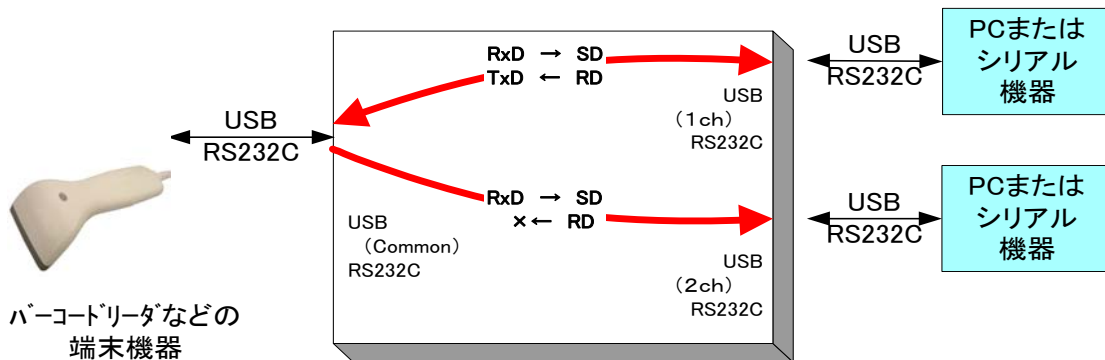 USB
RS232C
バーコードリーダなどの
端末機器
RxD → SD
TxD ← RD
USB
(1ch)
RS232C
RxD → SD
×← RD
USB
(Common)
RS232C
USB
(2ch)
RS232C
USB
RS232C
PCまたは
シリアル
機器
USB
RS232C
PCまたは
シリアル
機器